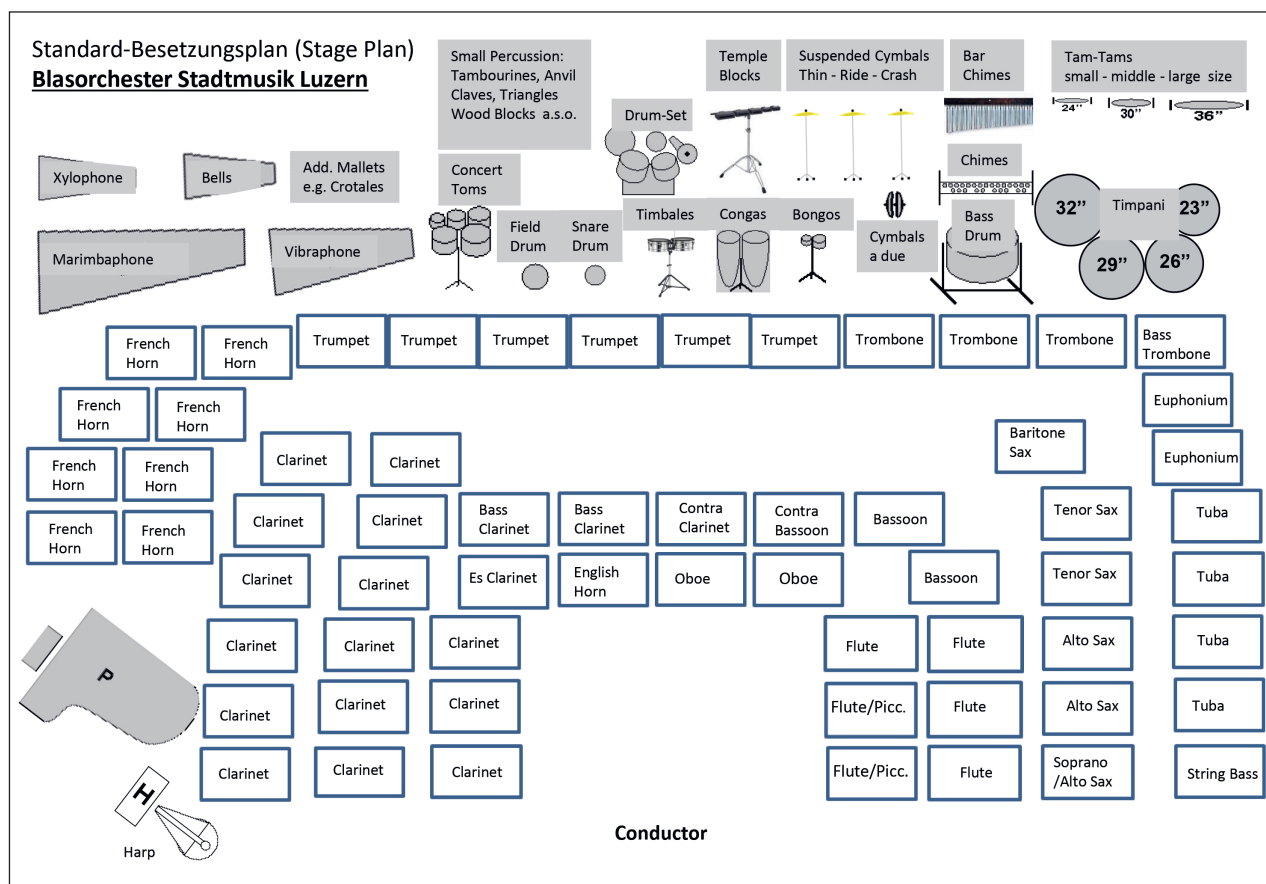 Standard-Besetzungsplan (Stage Plan)
Blasorchester Stadtmusik Luzern
Small Percussion:
Tambourines, Anvil
Claves, Triangles
Wood Blocks a.s.o.
Drum-Set
Temple
Blocks
Suspended Cymbals
Thin - Ride - Crash
Bar
Chimes
Tam-Tams
small - middle - large size
24"
30"
36"
Xylophone
Bells
Add. Mallets
e.g. Crotales
Concert
Toms
Chimes
Marimbaphone
Vibraphone
Field
Drum
Snare
Drum
Timbales
Congas
Bongos
Cymbals
a due
Bass
Drum
32”
Timpani
23”
29”
26”
French
Horn
French
Horn
Trumpet
Trumpet
Trumpet
Trumpet
Trumpet
Trumpet
Trombone
Trombone
Trombone
Bass
Trombone
French
Horn
French
Horn
Euphonium
French
Horn
French
Horn
Clarinet
Clarinet
Baritone
Sax
Euphonium
French
Horn
French
Horn
Clarinet
Clarinet
Bass
Clarinet
Bass
Clarinet
Contra
Clarinet
Contra
Bassoon
Bassoon
Tenor Sax
Tuba
Clarinet
Clarinet
Es Clarinet
English
Horn
Oboe
Oboe
Bassoon
Tenor Sax
Tuba
P
Clarinet
Clarinet
Clarinet
Flute
Flute
Alto Sax
Tuba
Clarinet
Clarinet
Clarinet
Flute/Picc.
Flute
Alto Sax
Tuba
Clarinet
Clarinet
Clarinet
Flute/Picc.
Flute
Soprano
/Alto Sax
String Bass
H
Harp
Conductor